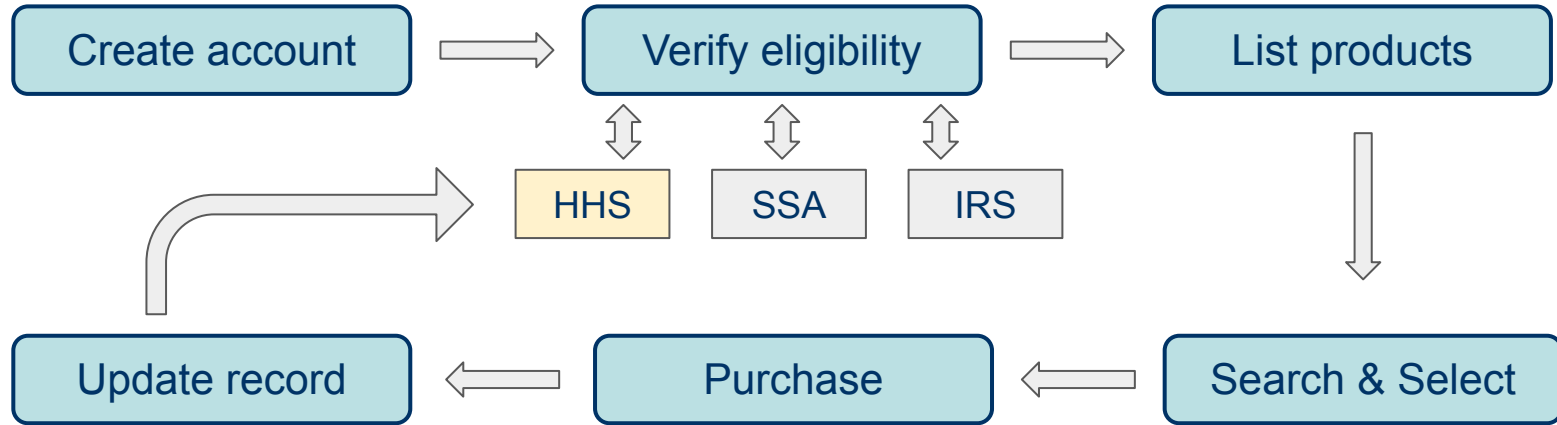 Create account
Verify eligibility
List products
HHS
SSA
IRS
Update record
Purchase
Search & Select